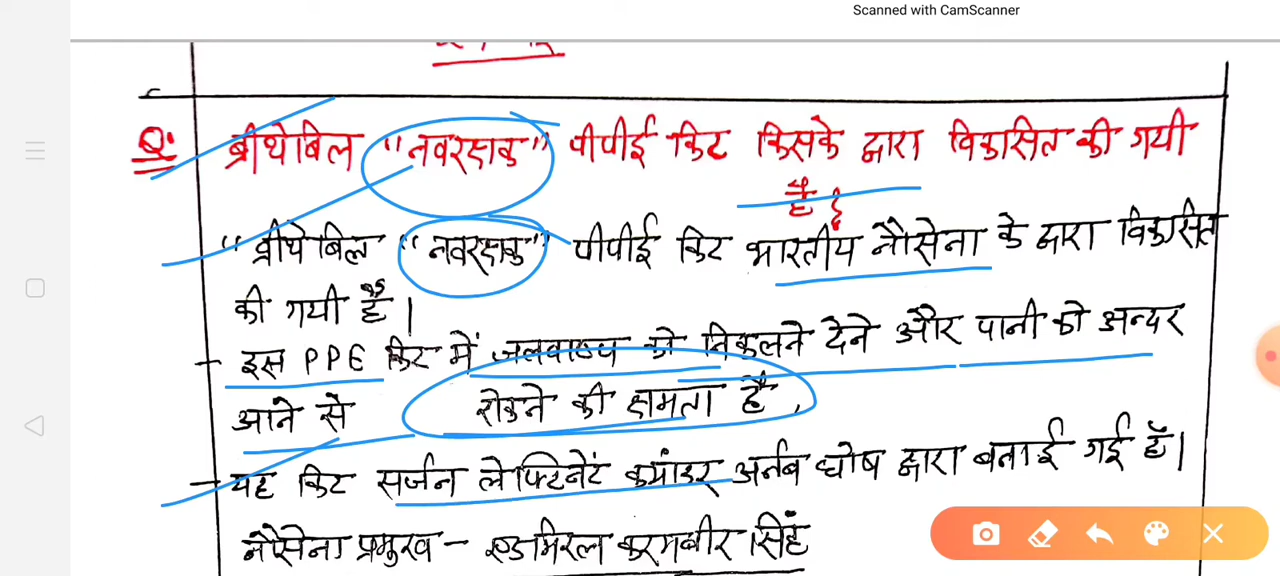 Scanned with CamScanner
Q: ब्रीथेबिल "नवरक्षक" पीपीई किट किसके द्वारा विकसित की गयी
है?
"ब्रीथेबिल "नवरक्षक" पीपीई किट भारतीय नौसेना के द्वारा विकसित
की गयी है।
- इस PPE किट में जलवाष्प को निकलने देने और पानी को अन्दर
आने से रोकने की क्षमता है,
- यह किट सर्जन लेफ्टिनेंट कमांडर अर्नब घोष द्वारा बनाई गई है।
नौसेना प्रमुख - एडमिरल करमबीर सिंह